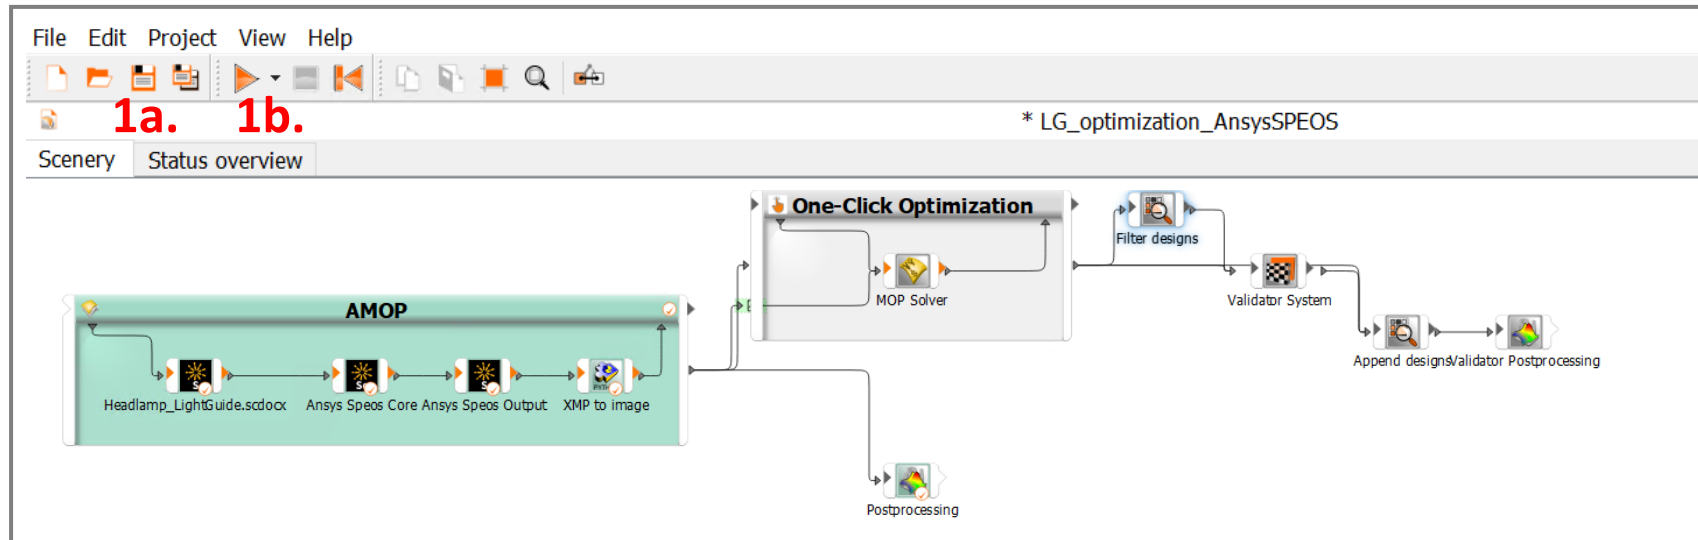 File Edit Project View Help
1a. 1b.
* LG_optimization_AnsysSPEOS
Scenery Status overview
One-Click Optimization
Filter designs
MOP Solver
Validator System
AMOP
Append designs Validator Postprocessing
Headlamp_LightGuide.scdocx Ansys Speos Core Ansys Speos Output XMP to image
Postprocessing